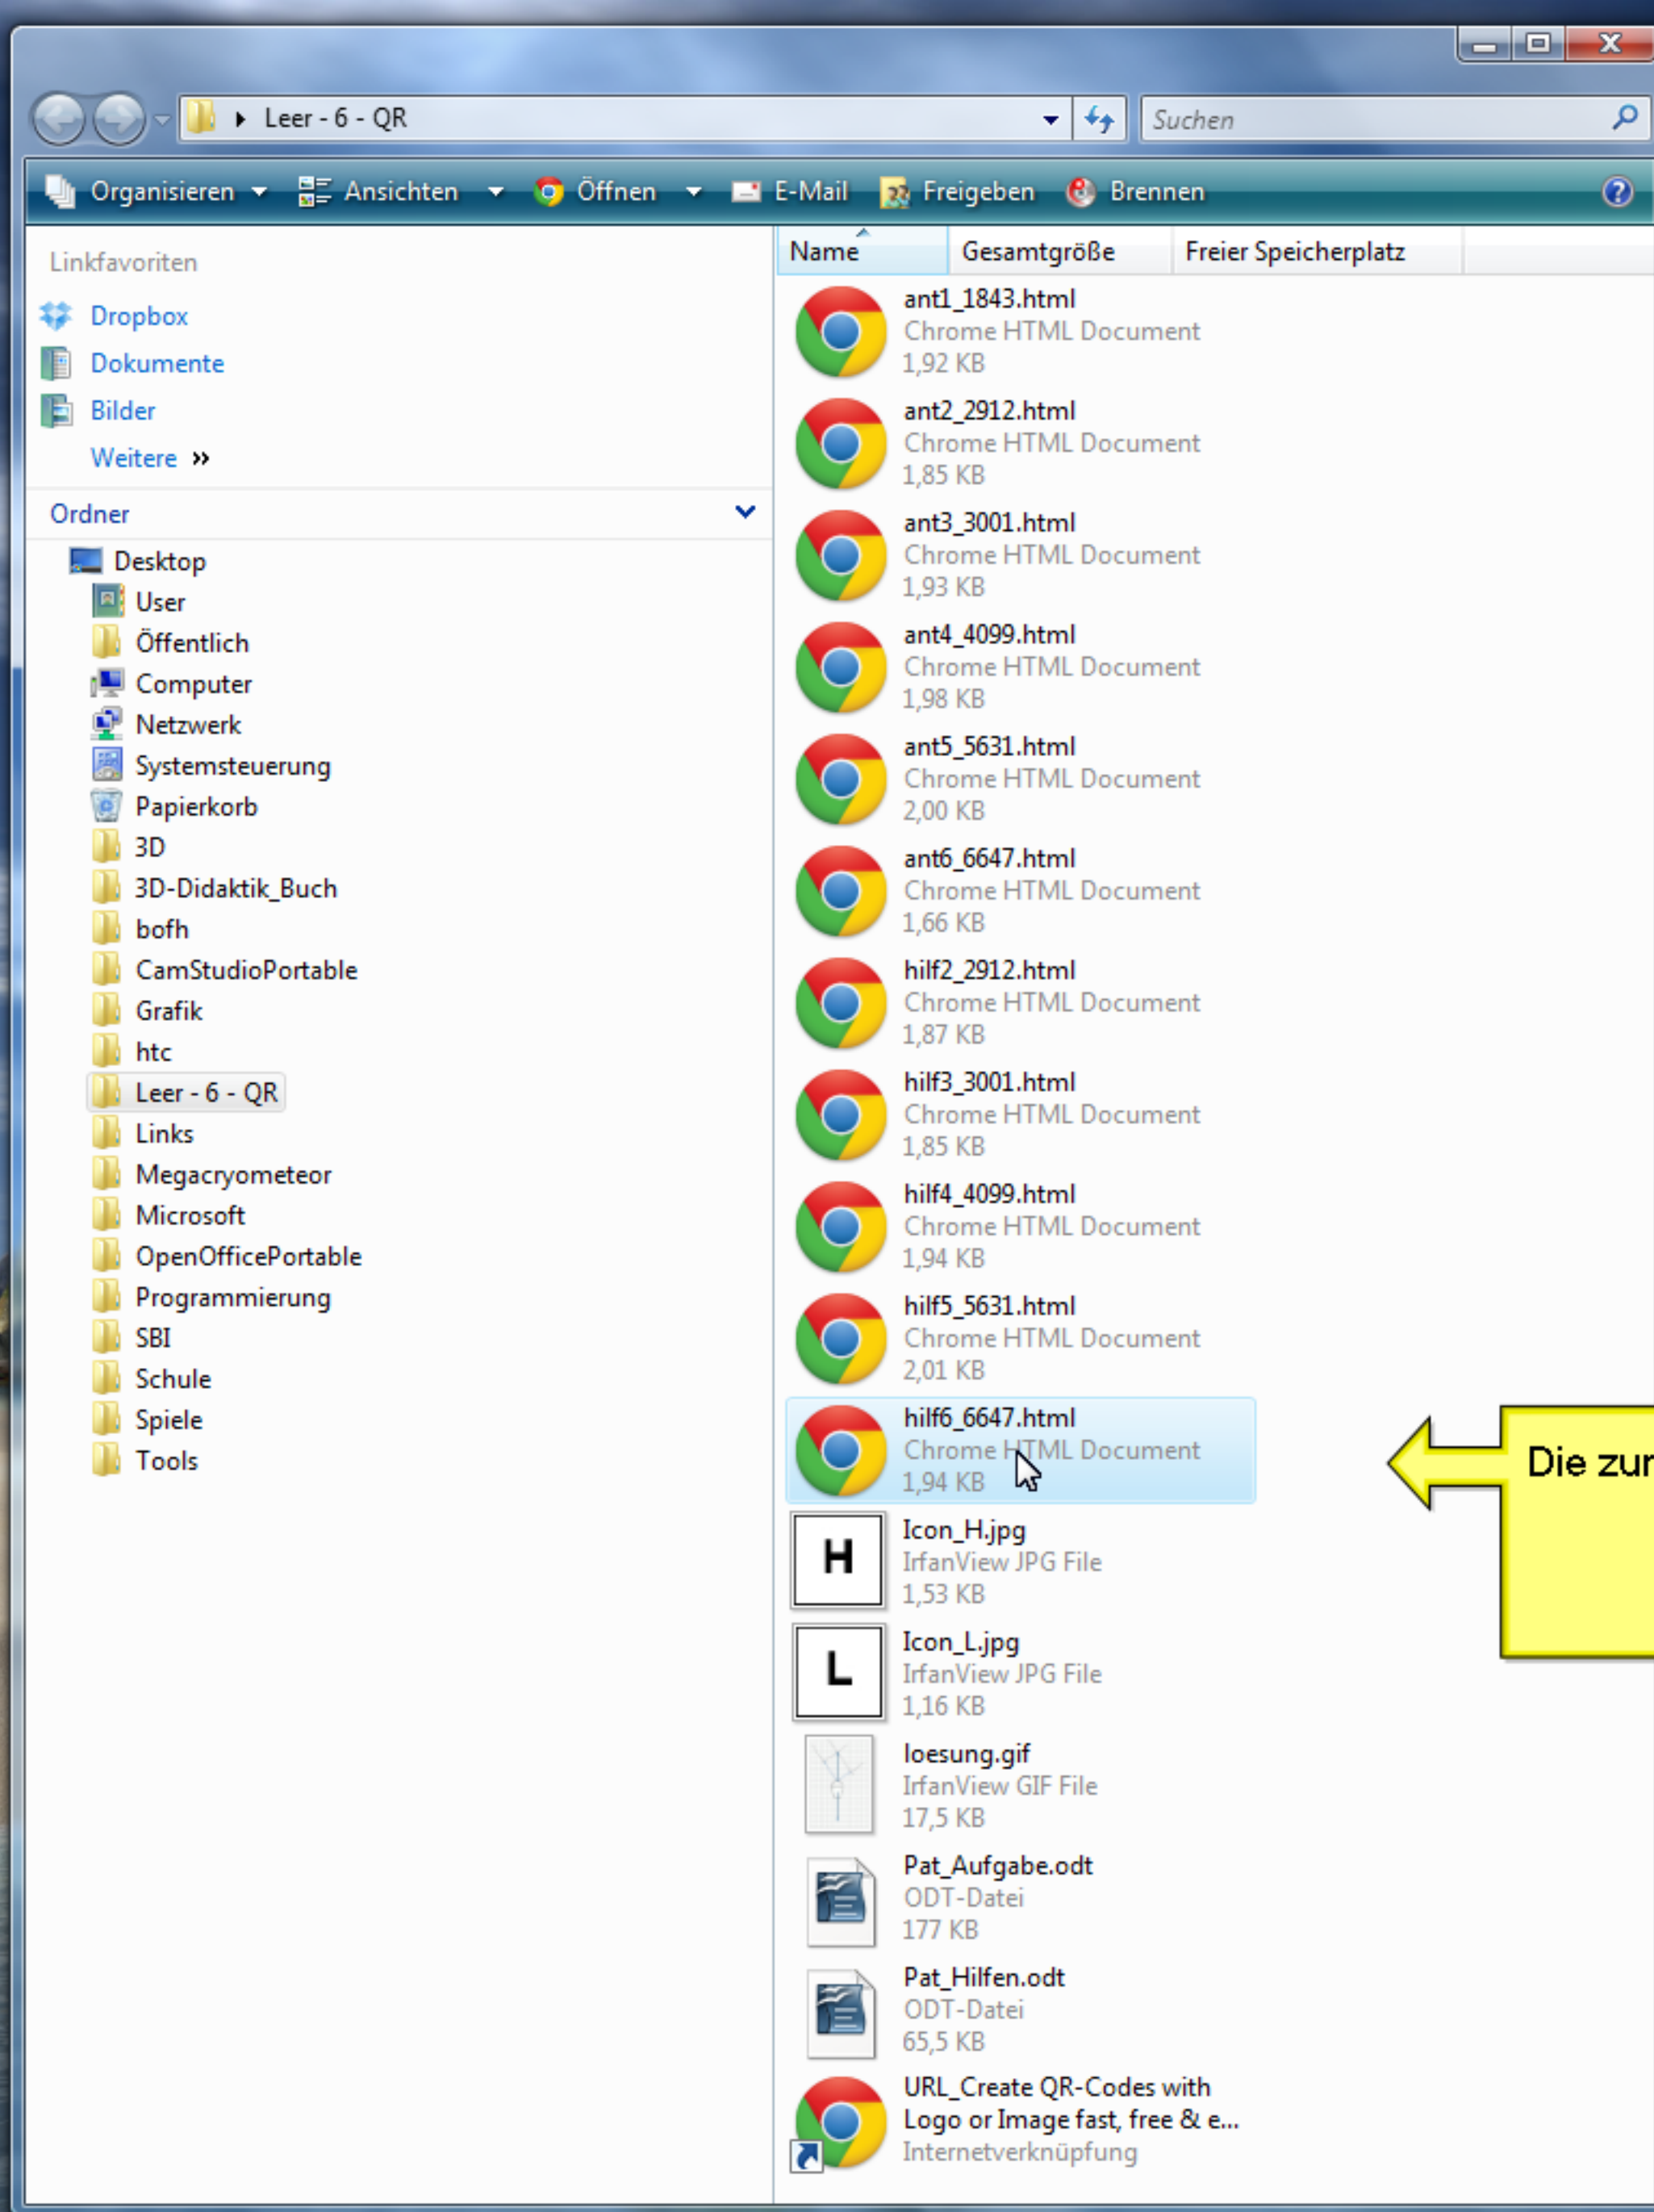 Leer - 6 - QR
Suchen
Organisieren
Ansichten
Öffnen
E-Mail
Freigeben
Brennen
Linkfavoriten
Dropbox
Dokumente
Bilder
Weitere »
Ordner
Desktop
User
Öffentlich
Computer
Netzwerk
Systemsteuerung
Papierkorb
3D
3D-Didaktik_Buch
bofh
CamStudioPortable
Grafik
htc
Leer - 6 - QR
Links
Megacryometeor
Microsoft
OpenOfficePortable
Programmierung
SBI
Schule
Spiele
Tools
Name Gesamtgröße Freier Speicherplatz
ant1_1843.html
Chrome HTML Document
1,92 KB
ant2_2912.html
Chrome HTML Document
1,85 KB
ant3_3001.html
Chrome HTML Document
1,93 KB
ant4_4099.html
Chrome HTML Document
1,98 KB
ant5_5631.html
Chrome HTML Document
2,00 KB
ant6_6647.html
Chrome HTML Document
1,66 KB
hilf2_2912.html
Chrome HTML Document
1,87 KB
hilf3_3001.html
Chrome HTML Document
1,85 KB
hilf4_4099.html
Chrome HTML Document
1,94 KB
hilf5_5631.html
Chrome HTML Document
2,01 KB
hilf6_6647.html
Chrome HTML Document
1,94 KB
Die zur
H
Icon_H.jpg
IrfanView JPG File
1,53 KB
L
Icon_L.jpg
IrfanView JPG File
1,16 KB
loesung.gif
IrfanView GIF File
17,5 KB
Pat_Aufgabe.odt
ODT-Datei
177 KB
Pat_Hilfen.odt
ODT-Datei
65,5 KB
URL_Create QR-Codes with
Logo or Image fast, free & e...
Internetverknüpfung